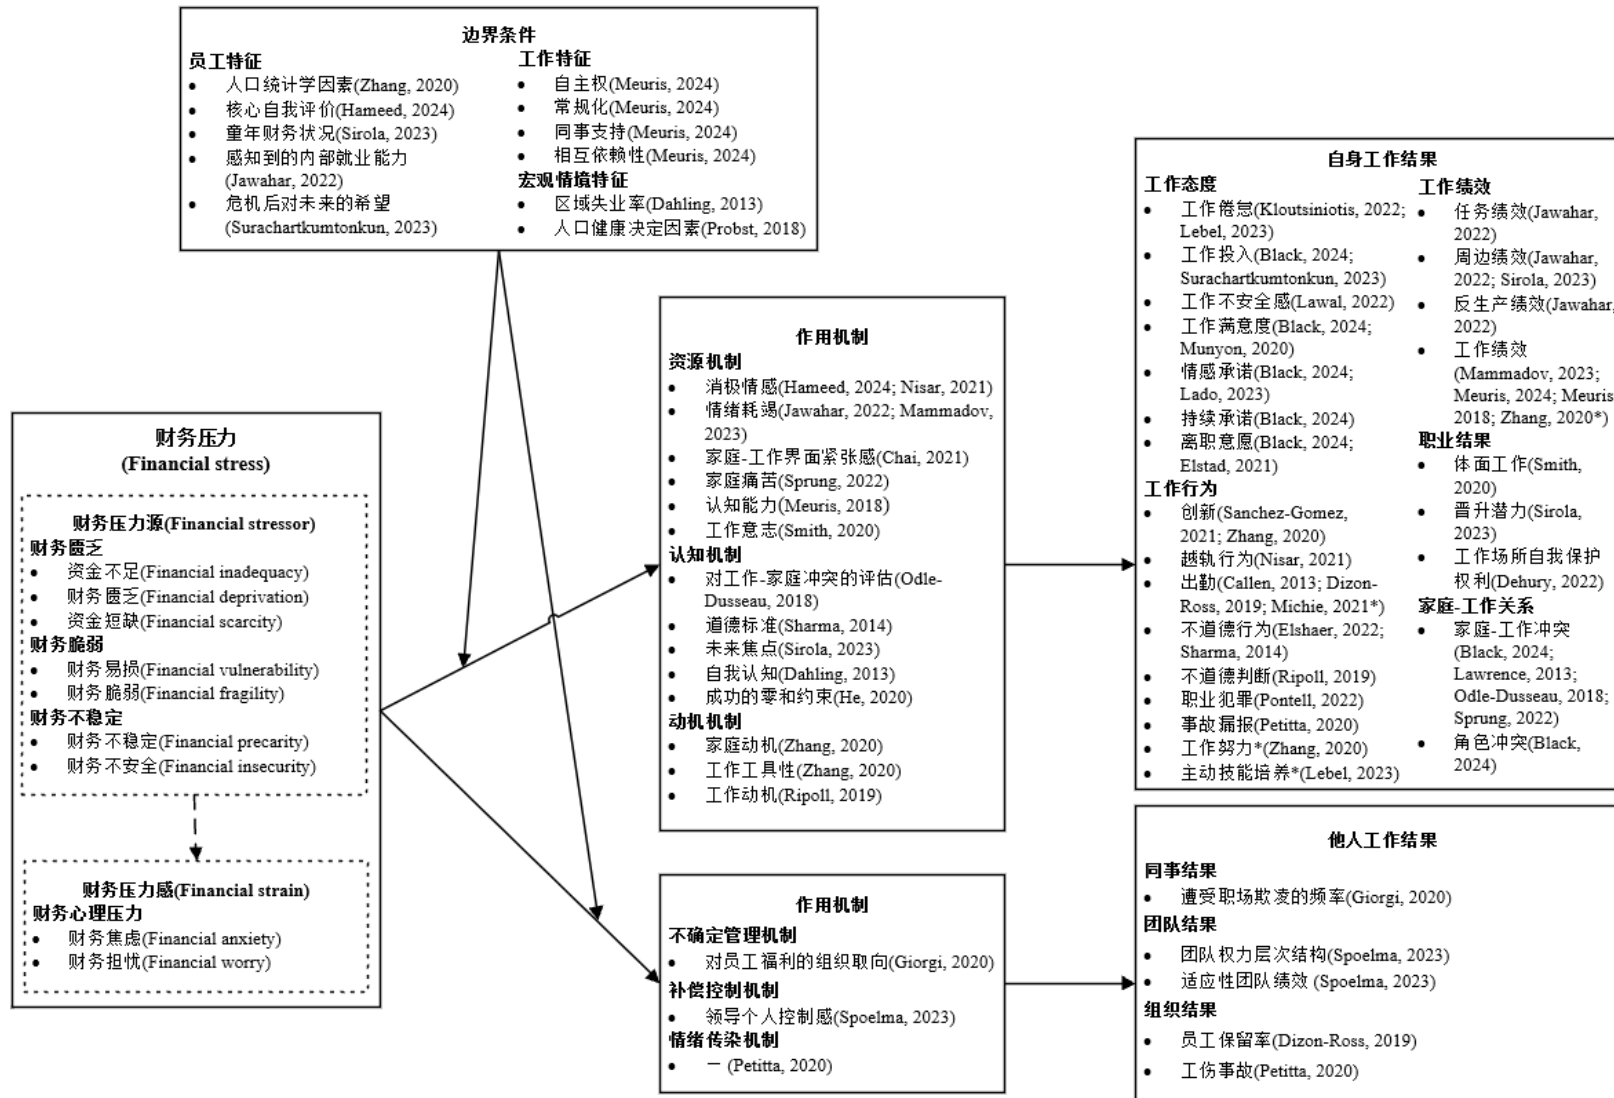 边界条件
员工特征
• 人口统计学因素(Zhang, 2020)
• 核心自我评价(Hameed, 2024)
• 童年财务状况(Sirola, 2023)
• 感知到的内部就业能力
(Jawahar, 2022)
• 危机后对未来的希望
(Surachartkumtonkun, 2023)
工作特征
• 自主权(Meuris, 2024)
• 常规化(Meuris, 2024)
• 同事支持(Meuris, 2024)
• 相互依赖性(Meuris, 2024)
宏观情境特征
• 区域失业率(Dahling, 2013)
• 人口健康决定因素(Probst, 2018)
财务压力
(Financial stress)
财务压力源(Financial stressor)
财务匮乏
• 资金不足(Financial inadequacy)
• 财务匮乏(Financial deprivation)
• 资金短缺(Financial scarcity)
财务脆弱
• 财务易损(Financial vulnerability)
• 财务脆弱(Financial fragility)
财务不稳定
• 财务不稳定(Financial precarity)
• 财务不安全(Financial insecurity)
财务压力感(Financial strain)
财务心理压力
• 财务焦虑(Financial anxiety)
• 财务担忧(Financial worry)
作用机制
资源机制
• 消极情感(Hameed, 2024; Nisar, 2021)
• 情绪耗竭(Jawahar, 2022; Mammadov,
2023)
• 家庭-工作界面紧张感(Chai, 2021)
• 家庭痛苦(Sprung, 2022)
• 认知能力(Meuris, 2018)
• 工作意志(Smith, 2020)
认知机制
• 对工作-家庭冲突的评估(Odle-
Dusseau, 2018)
• 道德标准(Sharma, 2014)
• 未来焦点(Sirola, 2023)
• 自我认知(Dahling, 2013)
• 成功的零和约束(He, 2020)
动机机制
• 家庭动机(Zhang, 2020)
• 工作工具性(Zhang, 2020)
• 工作动机(Ripoll, 2019)
作用机制
不确定管理机制
• 对员工福利的组织取向(Giorgi, 2020)
补偿控制机制
• 领导个人控制感(Spoelma, 2023)
情绪传染机制
• 一 (Petitta, 2020)
自身工作结果
工作态度
• 工作倦怠(Kloutsiniotis, 2022;
Lebel, 2023)
• 工作投入(Black, 2024;
Surachartkumtonkun, 2023)
• 工作不安全感(Lawal, 2022)
• 工作满意度(Black, 2024;
Munyon, 2020)
• 情感承诺(Black, 2024;
Lado, 2023)
• 持续承诺(Black, 2024)
• 离职意愿(Black, 2024;
Elstad, 2021)
工作行为
• 创新(Sanchez-Gomez,
2021; Zhang, 2020)
• 越轨行为(Nisar, 2021)
• 出勤(Callen, 2013; Dizon-
Ross, 2019; Michie, 2021*)
• 不道德行为(Elshaer, 2022;
Sharma, 2014)
• 不道德判断(Ripoll, 2019)
• 职业犯罪(Pontell, 2022)
• 事故漏报(Petitta, 2020)
• 工作努力*(Zhang, 2020)
• 主动技能培养*(Lebel, 2023)
工作绩效
• 任务绩效(Jawahar,
2022)
• 周边绩效(Jawahar,
2022; Sirola, 2023)
• 反生产绩效(Jawahar,
2022)
• 工作绩效
(Mammadov, 2023;
Meuris, 2024; Meuris
2018; Zhang, 2020*)
职业结果
• 体面工作(Smith,
2020)
• 晋升潜力(Sirola,
2023)
• 工作场所自我保护
权利(Dehury, 2022)
家庭-工作关系
• 家庭-工作冲突
(Black, 2024;
Lawrence, 2013;
Odle-Dusseau, 2018;
Sprung, 2022)
• 角色冲突(Black,
2024)
他人工作结果
同事结果
• 遭受职场欺凌的频率(Giorgi, 2020)
团队结果
• 团队权力层次结构(Spoelma, 2023)
• 适应性团队绩效 (Spoelma, 2023)
组织结果
• 员工保留率(Dizon-Ross, 2019)
• 工伤事故(Petitta, 2020)